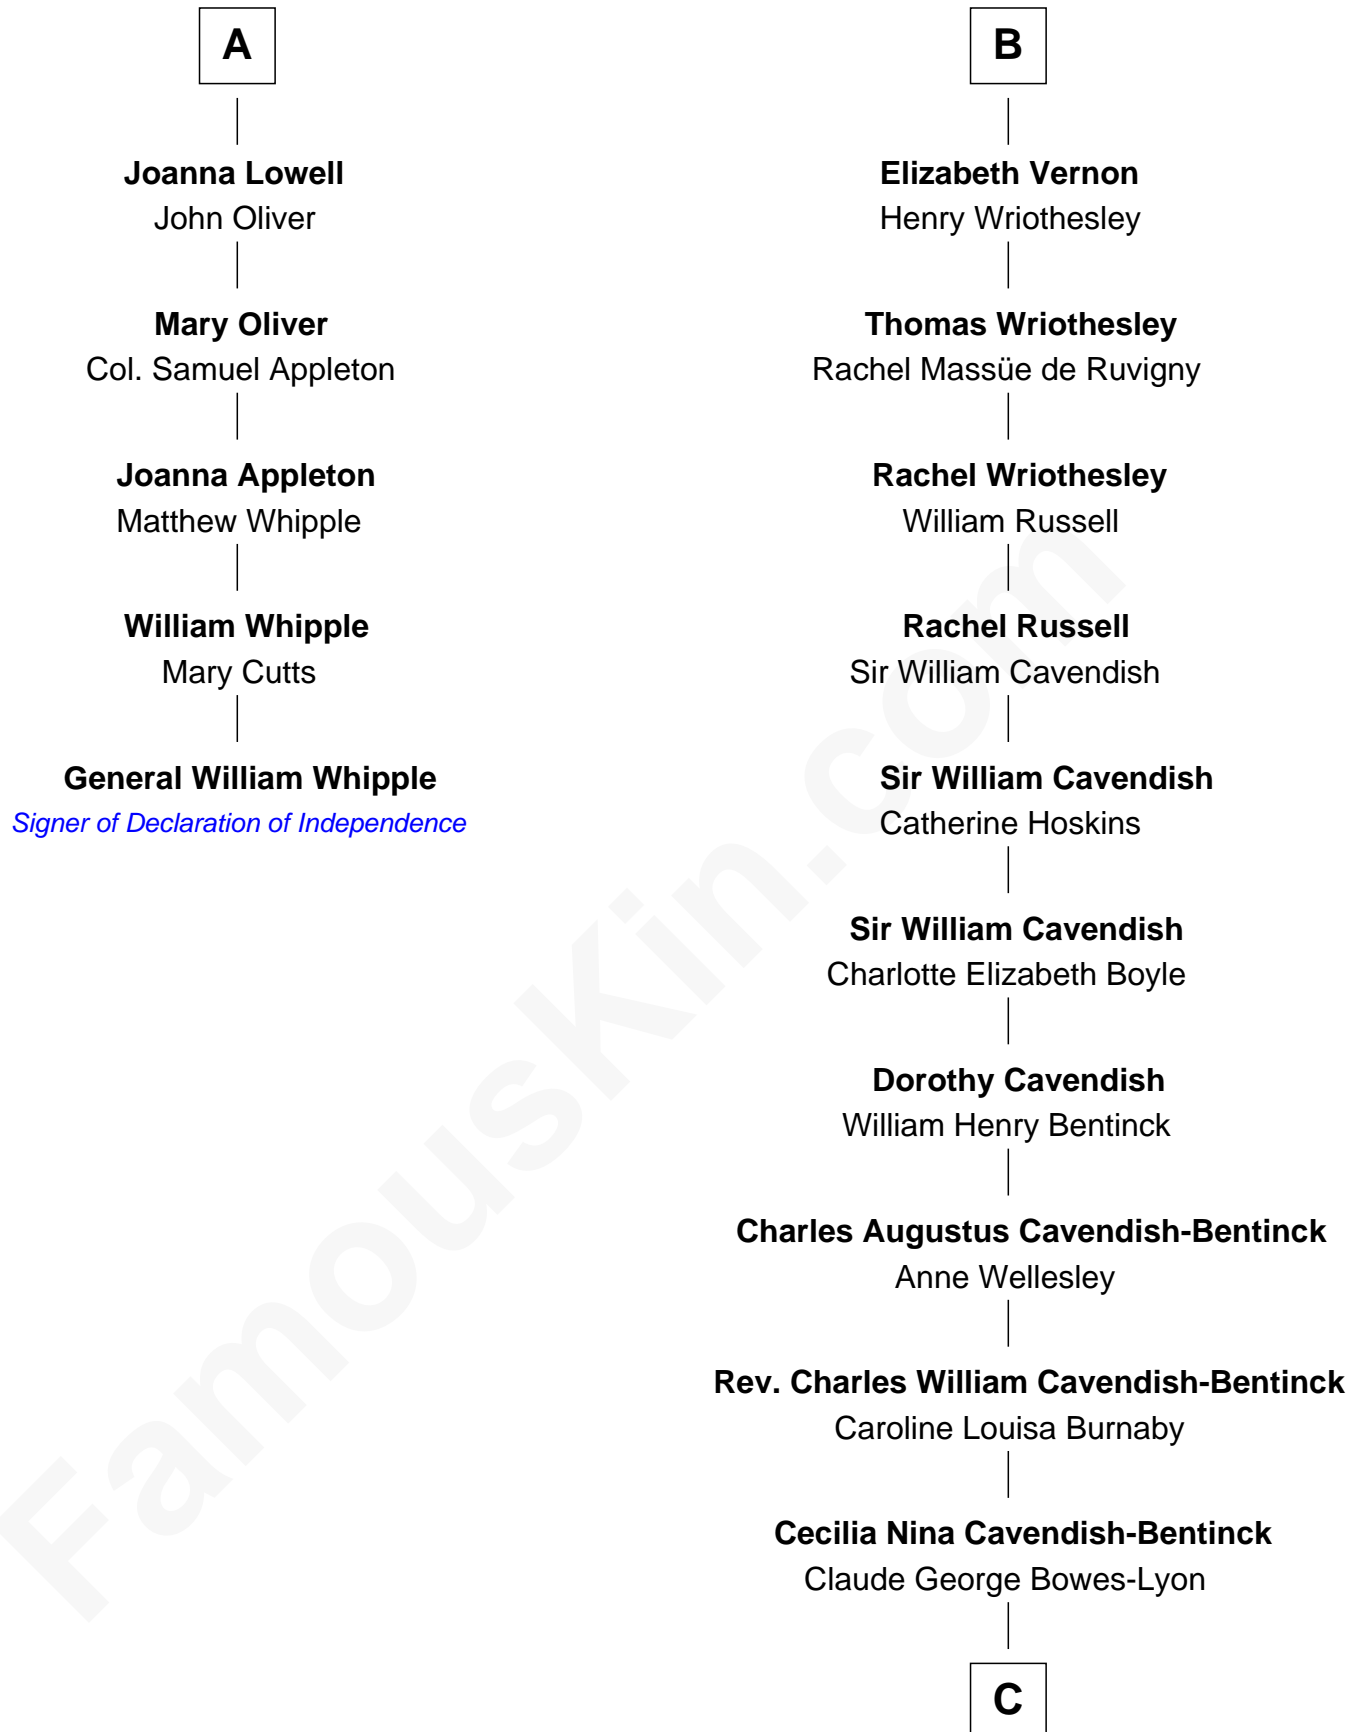 A
Joanna Lowell
John Oliver
Mary Oliver
Col. Samuel Appleton
Joanna Appleton
Matthew Whipple
William Whipple
Mary Cutts
General William Whipple
Signer of Declaration of Independence
B
Elizabeth Vernon
Henry Wriothesley
Thomas Wriothesley
Rachel Massüe de Ruvigny
Rachel Wriothesley
William Russell
Rachel Russell
Sir William Cavendish
Sir William Cavendish
Catherine Hoskins
Sir William Cavendish
Charlotte Elizabeth Boyle
Dorothy Cavendish
William Henry Bentinck
Charles Augustus Cavendish-Bentinck
Anne Wellesley
Rev. Charles William Cavendish-Bentinck
Caroline Louisa Burnaby
Cecilia Nina Cavendish-Bentinck
Claude George Bowes-Lyon
C
FamousKin.com